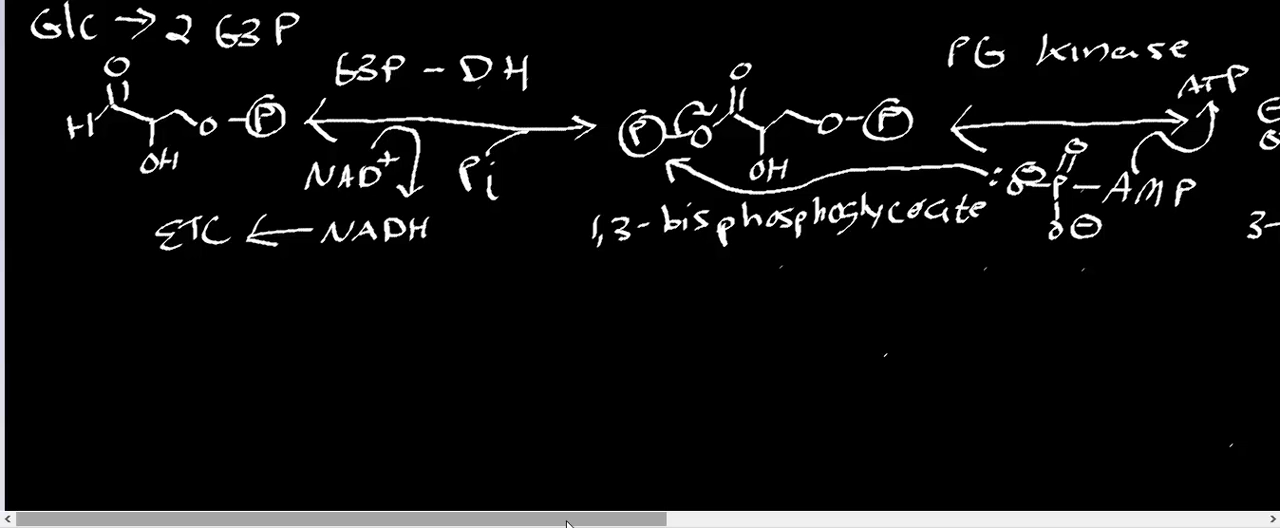 Glc → 2 G3P
G3P - DH
PG kinase
O
H
OH
O - P
NAD+
Pi
ETC ← NADH
P - O
O
OH
O - P
1,3-bisphosphoglycerate
ATP
:O⊖ P - AMP
O
O⊖
⊖
O
3-